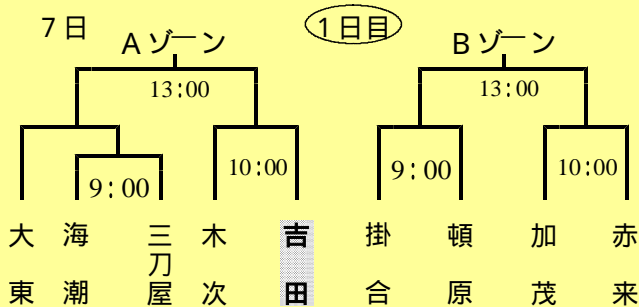 7日 1日目
Aゾーン Bゾーン
13:00 13:00
9:00 10:00 9:00 10:00
大東 海潮 三刀屋 木次 吉田 掛合 頓原 加茂 赤来